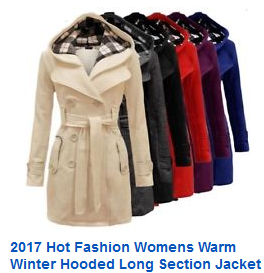 2017 Hot Fashion Womens Warm
Winter Hooded Long Section Jacket